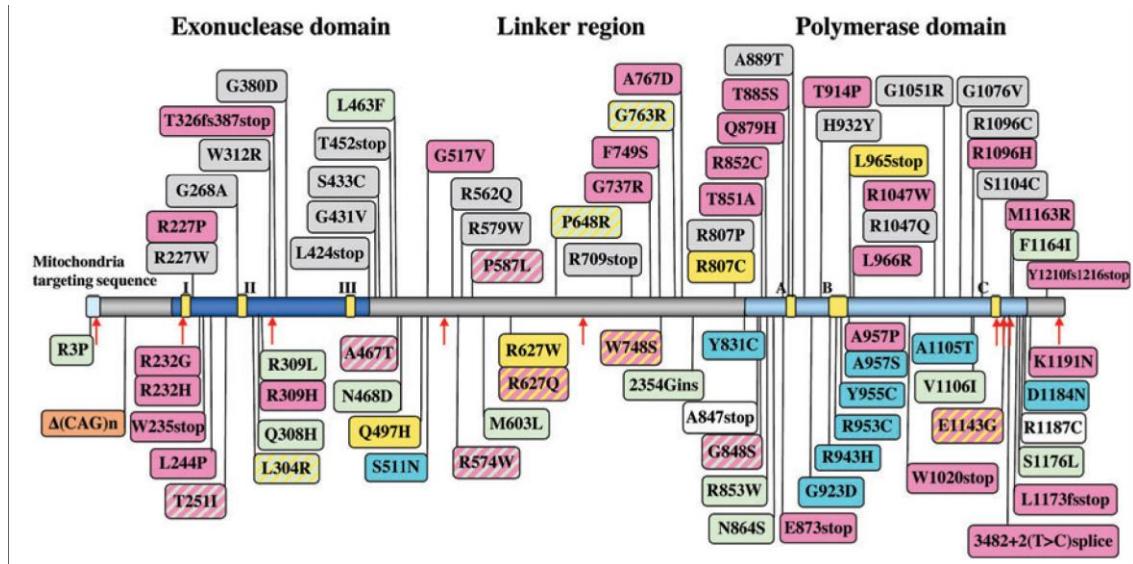 Exonuclease domain
Linker region
Polymerase domain
G380D
T326fs387stop
W312R
G268A
R227P
R227W
L463F
T452stop
S433C
G431V
L424stop
G517V
R562Q
R579W
P587L
A767D
G763R
F749S
G737R
P648R
R709stop
A889T
T885S
Q879H
R852C
T851A
R807P
R807C
T914P
H932Y
L965stop
R1047W
R1047Q
L966R
G1051R
G1076V
R1096C
R1096H
S1104C
M1163R
F1164I
Y1210fs1216stop
Mitochondria
targeting sequence
I
II
III
A
B
C
R3P
Δ(CAG)n
R232G
R232H
W235stop
L244P
T251I
R309L
R309H
Q308H
L304R
A467T
N468D
Q497H
S511N
R627W
R627Q
M603L
R574W
W748S
2354Gins
Y831C
A847stop
G848S
R853W
N864S
E873stop
A957P
A957S
Y955C
R953C
R943H
G923D
A1105T
V1106I
E1143G
W1020stop
K1191N
D1184N
R1187C
S1176L
L1173fsstop
3482+2(T>C)splice